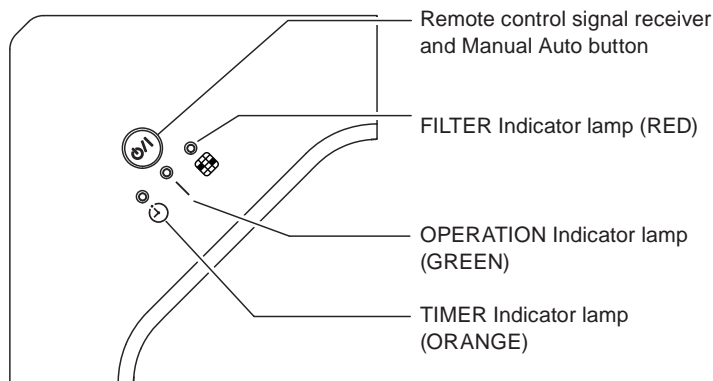 Remote control signal receiver
and Manual Auto button
FILTER Indicator lamp (RED)
OPERATION Indicator lamp
(GREEN)
TIMER Indicator lamp
(ORANGE)